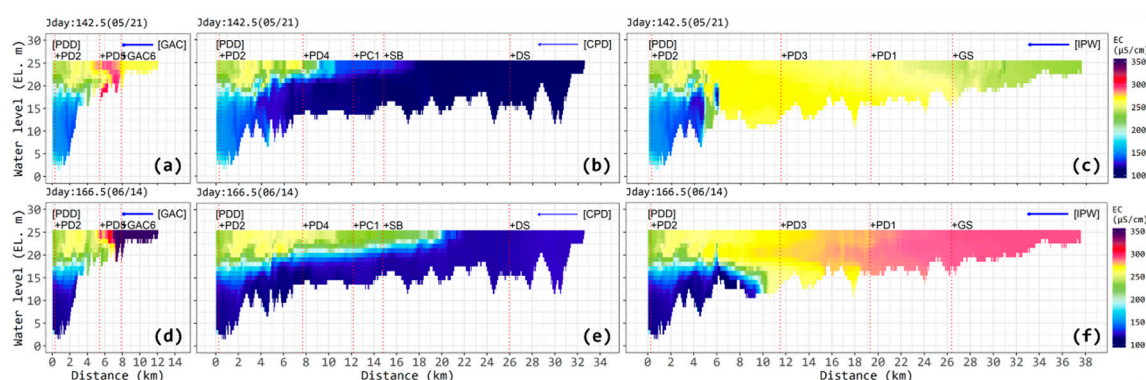 Jday:142.5(05/21) Jday:142.5(05/21) Jday:142.5(05/21)
[PDD] [GAC] [PDD] [CPD] [PDD] [IPW] EC
+PD2 +PD5 +GAC6 +PD2 +PD4 +PC1 +SB +DS +PD2 +PD3 +PD1 +GS (µS/cm)
Water level (EL. m)
30
25
20
15
10
5
0
350
300
250
200
150
100
(a) (b) (c)
Jday:166.5(06/14) Jday:166.5(06/14) Jday:166.5(06/14)
[PDD] [GAC] [PDD] [CPD] [PDD] [IPW] EC
+PD2 +PD5 +GAC6 +PD2 +PD4 +PC1 +SB +DS +PD2 +PD3 +PD1 +GS (µS/cm)
Water level (EL. m)
30
25
20
15
10
5
0
350
300
250
200
150
100
(d) (e) (f)
0 2 4 6 8 10 12 14 0 2 4 6 8 10 12 14 16 18 20 22 24 26 28 30 32 34 0 2 4 6 8 10 12 14 16 18 20 22 24 26 28 30 32 34 36 38
Distance (km) Distance (km) Distance (km)